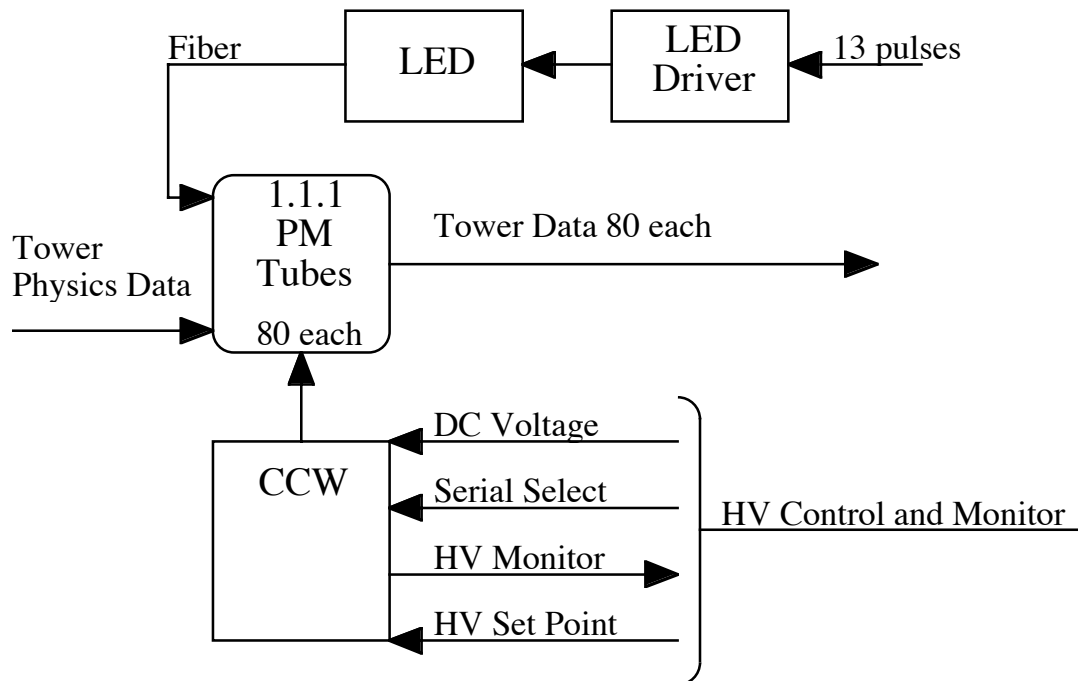 Fiber
LED
LED
Driver
13 pulses
1.1.1
PM
Tubes
80 each
Tower Data 80 each
Tower
Physics Data
CCW
DC Voltage
Serial Select
HV Monitor
HV Set Point
HV Control and Monitor